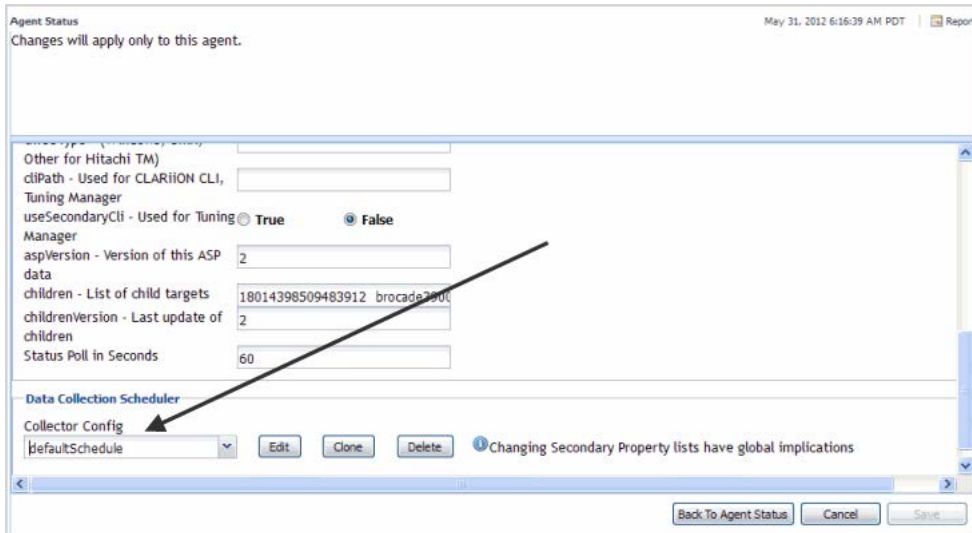 Agent Status
May 31, 2012 6:16:39 AM PDT
Repor
Changes will apply only to this agent.
Other for Hitachi TM)
cliPath - Used for CLARiiON CLI,
Tuning Manager
useSecondaryCli - Used for Tuning
Manager
True
False
aspVersion - Version of this ASP
data
2
children - List of child targets
18014398509483912 brocade3900
childrenVersion - Last update of
children
2
Status Poll in Seconds
60
Data Collection Scheduler
Collector Config
defaultSchedule
Edit
Clone
Delete
Changing Secondary Property lists have global implications
Back To Agent Status
Cancel
Save